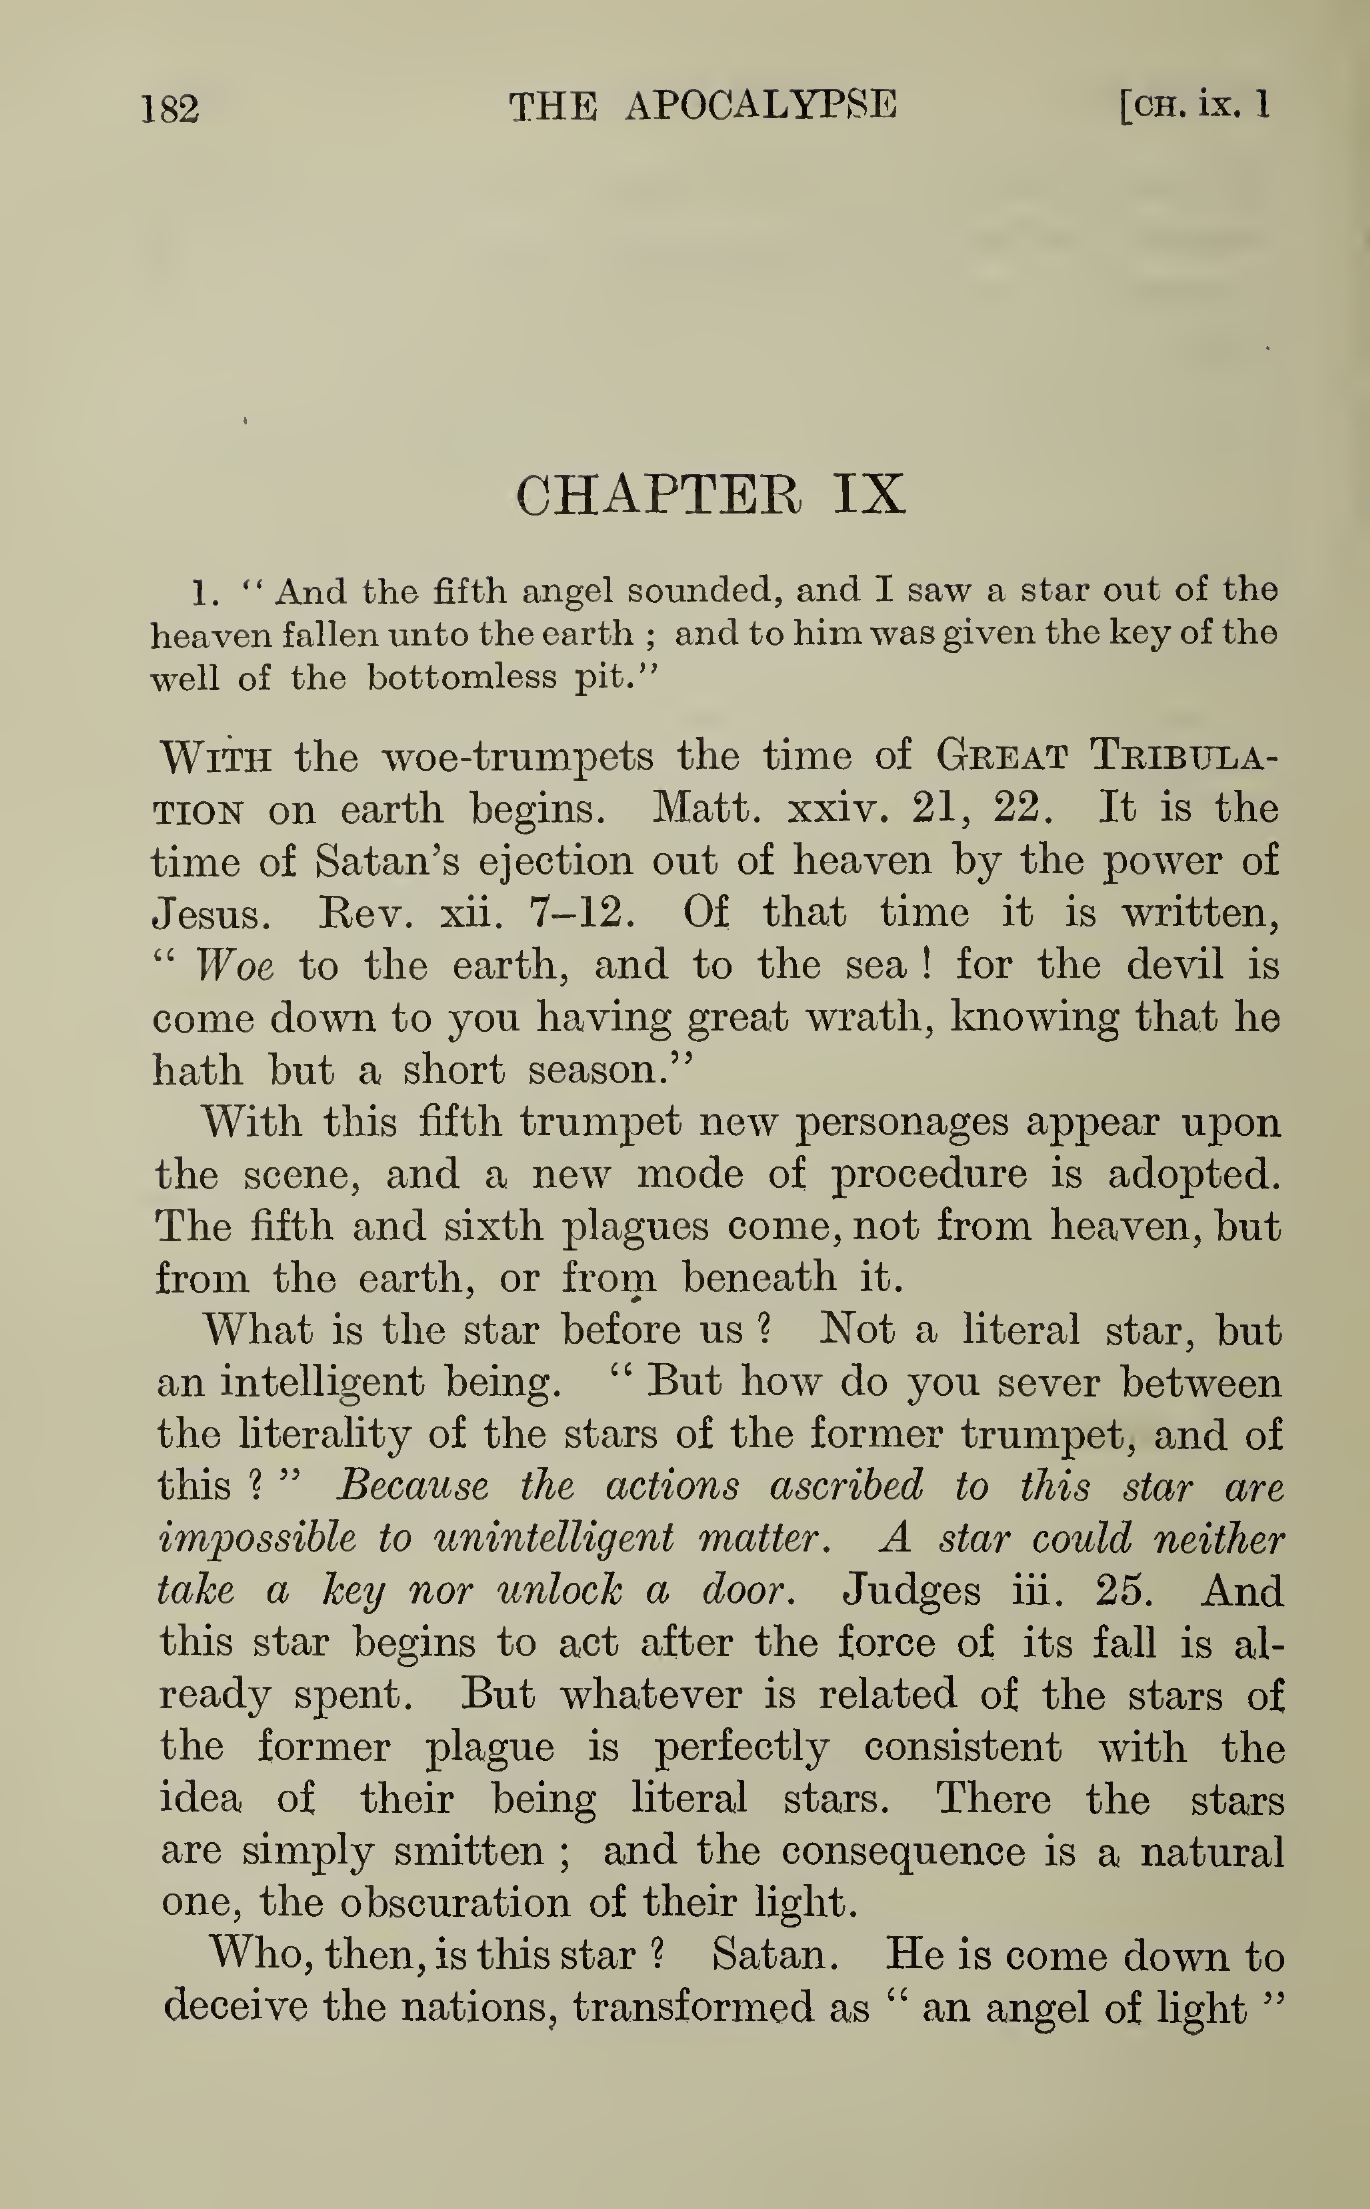 182 THE APOCALYPSE [CH. ix. 1
CHAPTER IX
1. “ And the fifth angel sounded, and I saw a star out of the
heaven fallen unto the earth ; and to him was given the key of the
well of the bottomless pit.”
WITH the woe-trumpets the time of GREAT TRIBULA-
TION on earth begins. Matt. xxiv. 21, 22. It is the
time of Satan’s ejection out of heaven by the power of
Jesus. Rev. xii. 7–12. Of that time it is written,
“ Woe to the earth, and to the sea ! for the devil is
come down to you having great wrath, knowing that he
hath but a short season.”
With this fifth trumpet new personages appear upon
the scene, and a new mode of procedure is adopted.
The fifth and sixth plagues come, not from heaven, but
from the earth, or from beneath it.
What is the star before us ? Not a literal star, but
an intelligent being. “ But how do you sever between
the literality of the stars of the former trumpet, and of
this ? ” Because the actions ascribed to this star are
impossible to unintelligent matter. A star could neither
take a key nor unlock a door. Judges iii. 25. And
this star begins to act after the force of its fall is al-
ready spent. But whatever is related of the stars of
the former plague is perfectly consistent with the
idea of their being literal stars. There the stars
are simply smitten ; and the consequence is a natural
one, the obscuration of their light.
Who, then, is this star ? Satan. He is come down to
deceive the nations, transformed as “ an angel of light ”